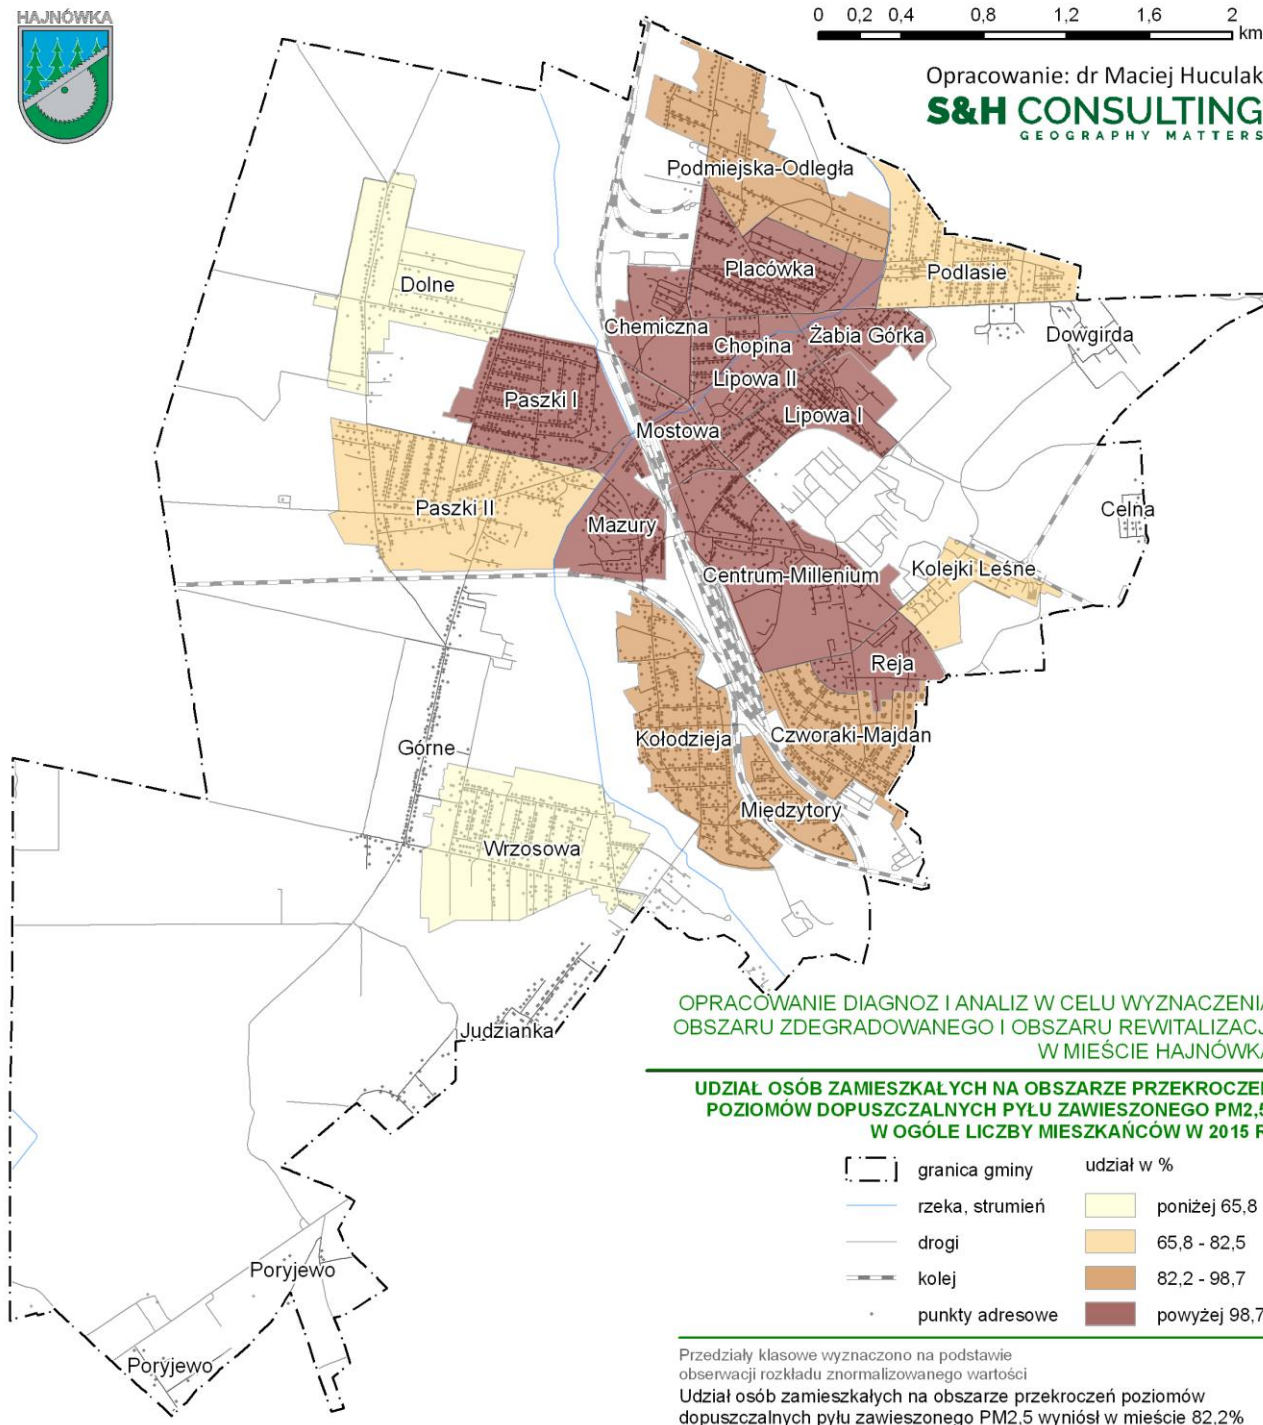 HAJNÓWKA
0 0,2 0,4 0,8 1,2 1,6 2
km
Opracowanie: dr Maciej Huculak
S&H CONSULTING
GEOGRAPHY MATTERS
Podmiejska-Odległa
Placówka
Podlasie
Dolne
Chemiczna
Chopina
Żabia Górka
Dowgirda
Lipowa II
Paszki I
Lipowa I
Mostowa
Paszki II
Mazury
Celna
Centrum-Millenium
Kolejki Leśne
Reja
Górne
Kołodzieja
Czworaki-Majdan
Międzytory
Wrzosowa
Judzianka
Poryjewo
Poryjewo
OPRACOWANIE DIAGNOZ I ANALIZ W CELU WYZNACZENIA
OBSZARU ZDEGRADOWANEGO I OBSZARU REWITALIZACJ
W MIEŚCIE HAJNÓWKA
UDZIAŁ OSÓB ZAMIESZKAŁYCH NA OBSZARZE PRZEKROCZEŃ
POZIOMÓW DOPUSZCZALNYCH PYŁU ZAWIESZONEGO PM2,5
W OGÓLE LICZBY MIESZKAŃCÓW W 2015 R
granica gminy
rzeka, strumień
drogi
kolej
punkty adresowe
udział w %
poniżej 65,8
65,8 - 82,5
82,2 - 98,7
powyżej 98,7
Przedziały klasowe wyznaczono na podstawie
obserwacji rozkładu znormalizowanego wartości
Udział osób zamieszkałych na obszarze przekroczeń poziomów
dopuszczalnych pyłu zawieszonego PM2,5 wyniósł w mieście 82,2%